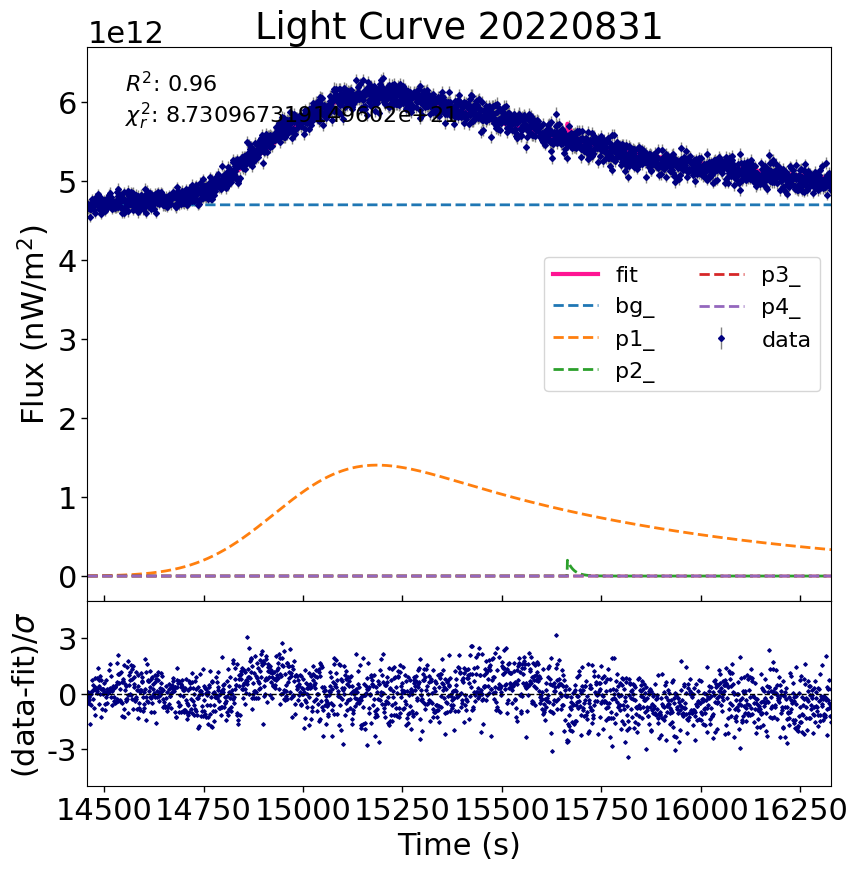 Light Curve 20220831
1e12
R²: 0.96
χ²ᵣ: 8.730967319149602e+21
Flux (nW/m²)
6
5
4
3
2
1
0
fit
bg_
p1_
p2_
p3_
p4_
data
(data-fit)/σ
3
0
-3
14500 14750 15000 15250 15500 15750 16000 16250
Time (s)